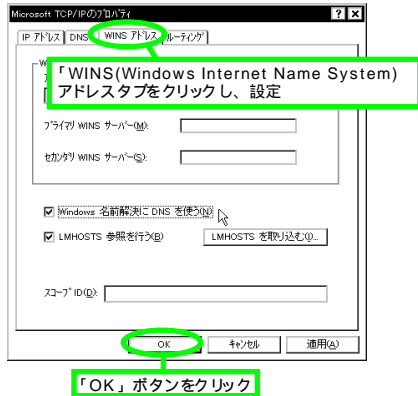 Microsoft TCP/IPのプロパティ
IP アドレス DNS WINS アドレス ルーティング
「WINS(Windows Internet Name System)
アドレスタブをクリックし、設定
プライマリ WINS サーバー(M):
セカンダリ WINS サーバー(S):
Windows 名前解決に DNS を使う(N)
LMHOSTS 参照を行う(B)
LMHOSTS を取り込む(I)...
スコープ ID(D):
OK キャンセル 適用(A)
「OK」ボタンをクリック